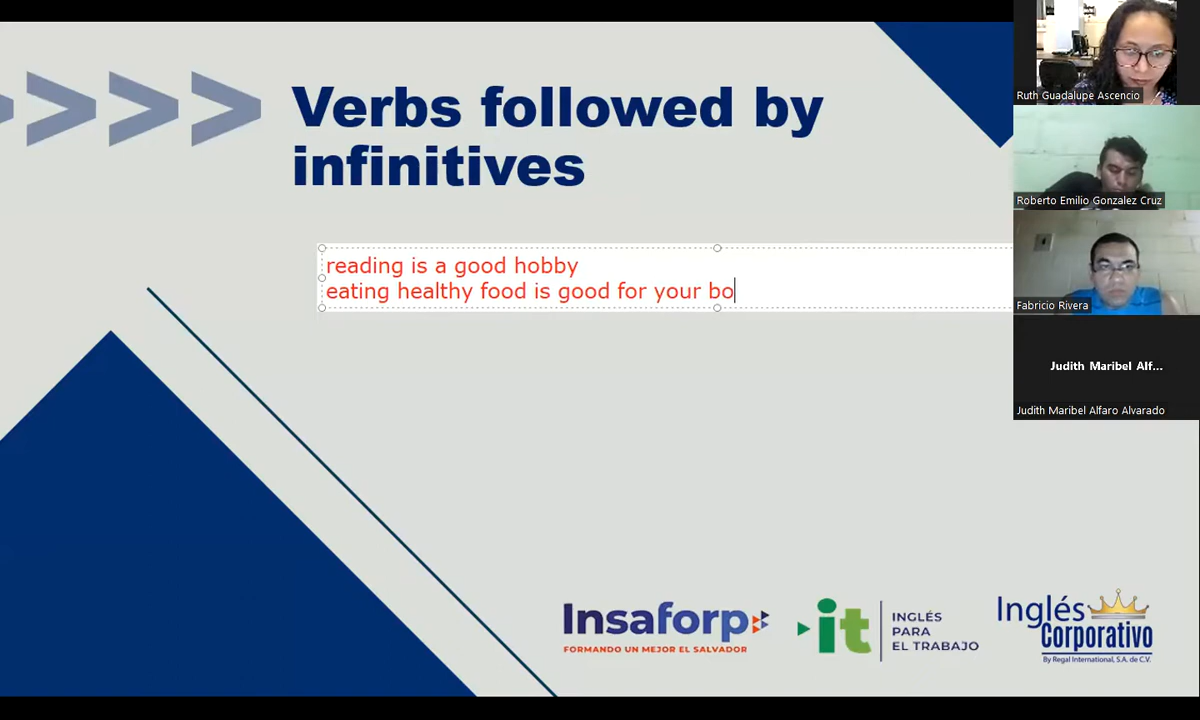 Verbs followed by
infinitives
reading is a good hobby
eating healthy food is good for your bo
Ruth Guadalupe Ascencio
Roberto Emilio Gonzalez Cruz
Fabricio Rivera
Judith Maribel Alf...
Judith Maribel Alfaro Alvarado
Insaforp
FORMANDO UN MEJOR EL SALVADOR
it
INGLÉS
PARA
EL TRABAJO
Inglés
Corporativo
By Regal International, S.A. de C.V.